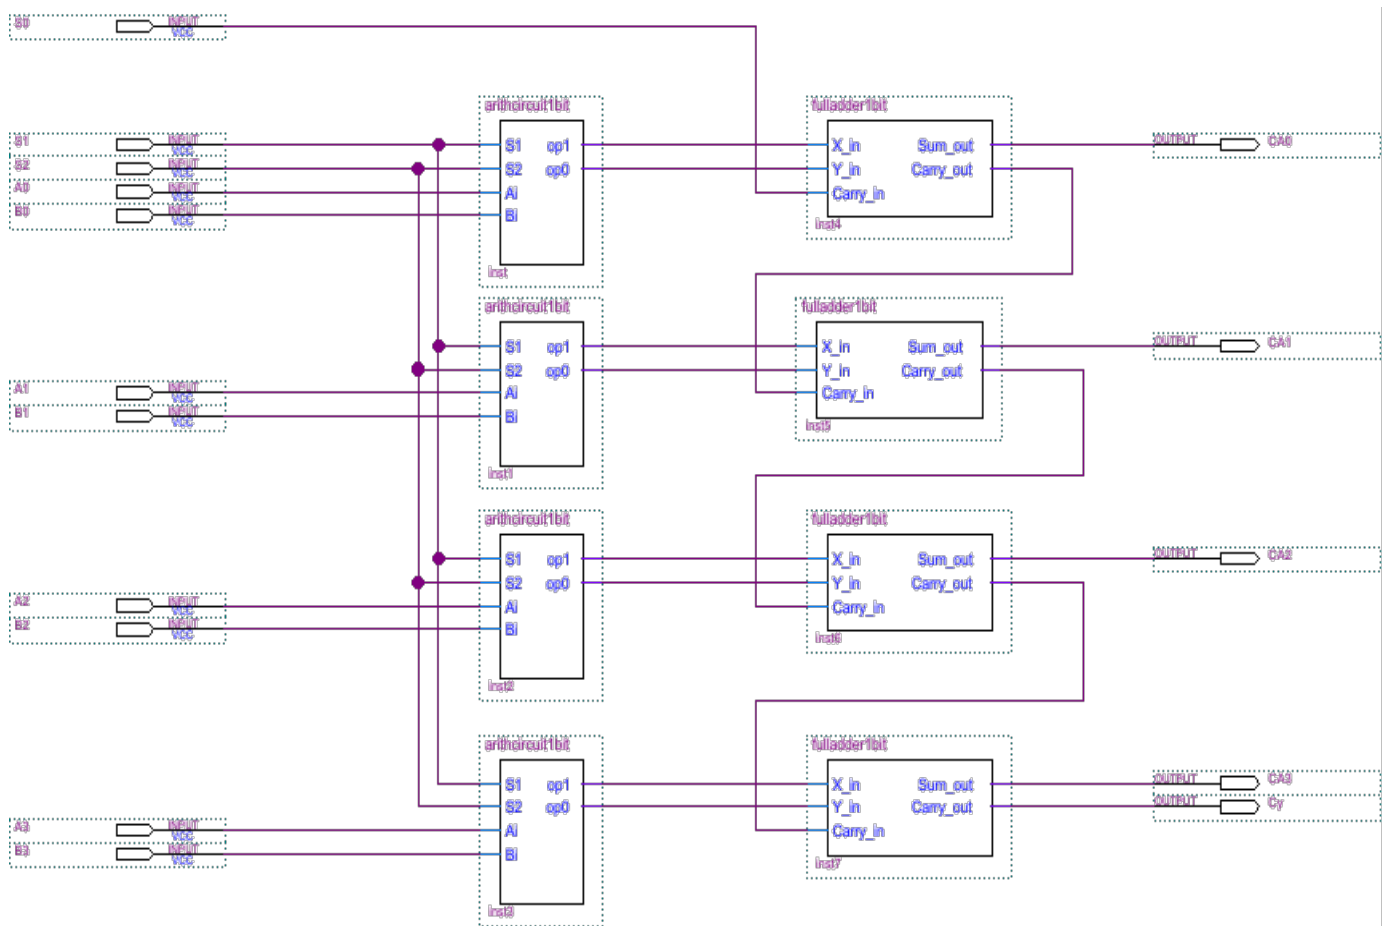 S0 INPUT VCC
arithcircuit1bit fulladder1bit
S1 INPUT VCC S1 op1 X_in Sum_out OUTPUT CA0
S2 INPUT VCC S2 op0 Y_in Carry_out
A0 INPUT VCC Ai Carry_in
B0 INPUT VCC Bi
inst4
inst
arithcircuit1bit fulladder1bit
S1 op1 X_in Sum_out OUTPUT CA1
S2 op0 Y_in Carry_out
A1 INPUT VCC Ai Carry_in
B1 INPUT VCC Bi
inst5
inst1
arithcircuit1bit fulladder1bit
S1 op1 X_in Sum_out OUTPUT CA2
S2 op0 Y_in Carry_out
A2 INPUT VCC Ai Carry_in
B2 INPUT VCC Bi
inst6
inst2
arithcircuit1bit fulladder1bit
S1 op1 X_in Sum_out OUTPUT CA3
S2 op0 Y_in Carry_out OUTPUT Cy
A3 INPUT VCC Ai Carry_in
B3 INPUT VCC Bi
inst7
inst3